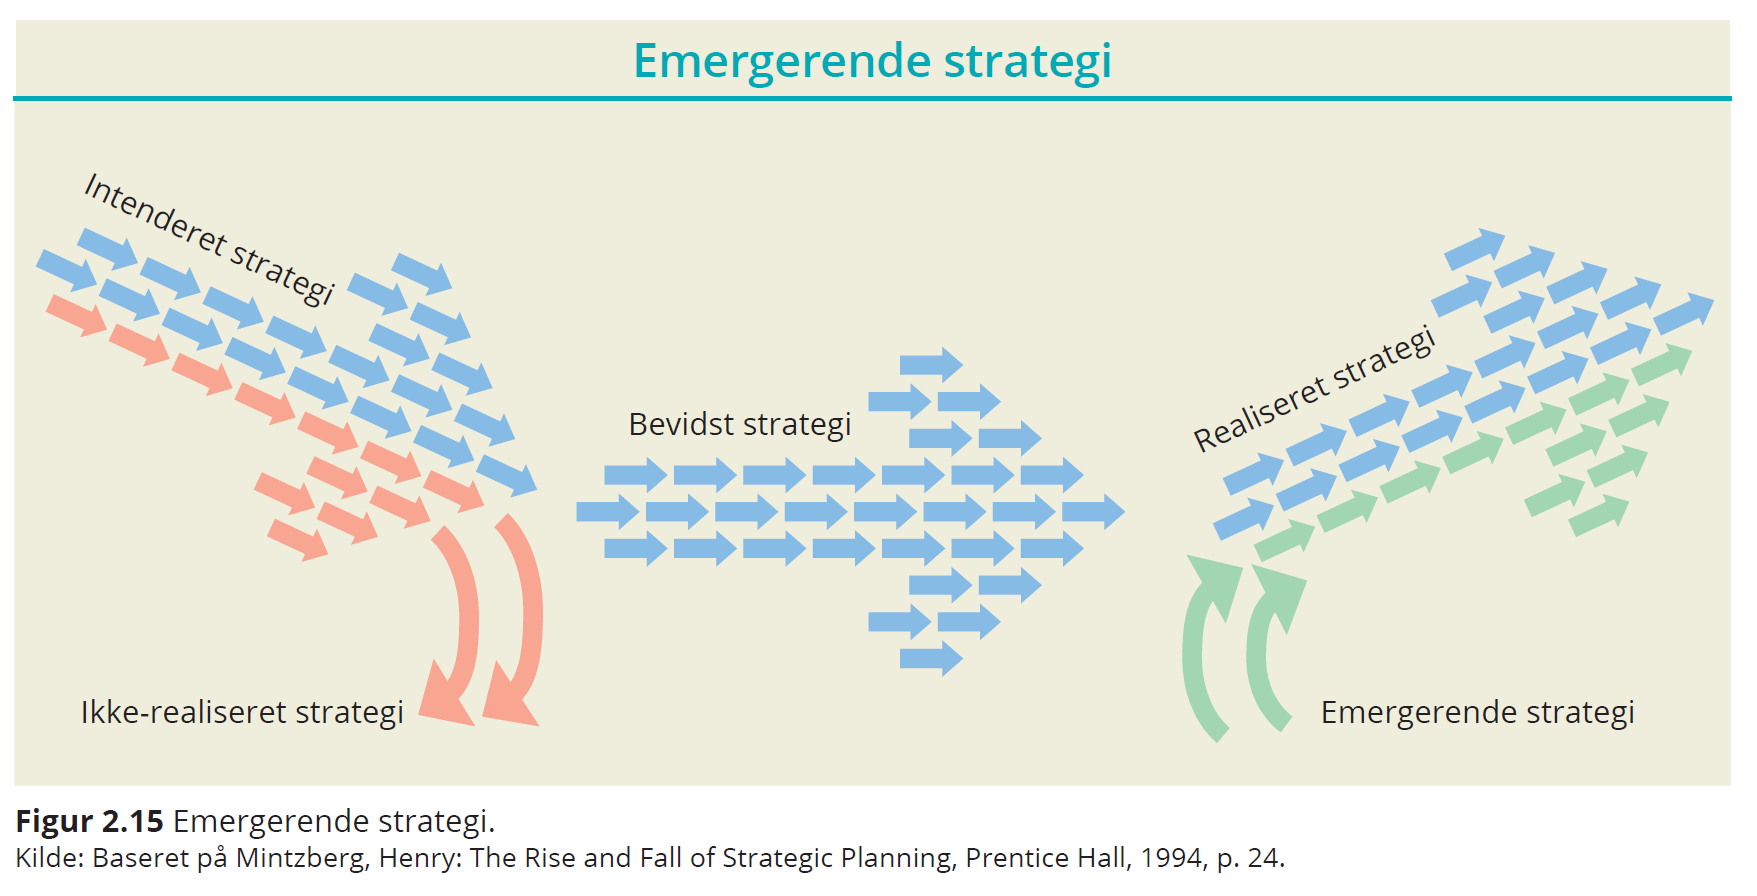 Emergerende strategi
Intenderet strategi
Bevidst strategi
Realiseret strategi
Ikke-realiseret strategi
Emergerende strategi
Figur 2.15 Emergerende strategi.
Kilde: Baseret på Mintzberg, Henry: The Rise and Fall of Strategic Planning, Prentice Hall, 1994, p. 24.